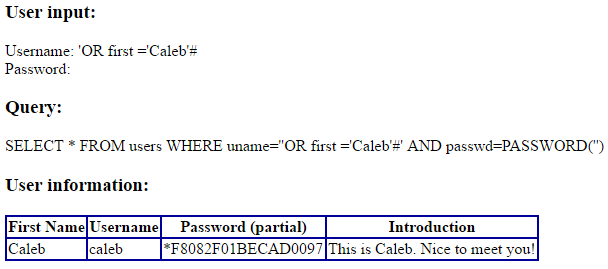 User input:
Username: 'OR first ='Caleb'#
Password:
Query:
SELECT * FROM users WHERE uname=''OR first ='Caleb'#' AND passwd=PASSWORD('')
User information:
First Name Username Password (partial) Introduction
Caleb caleb *F8082F01BECAD0097 This is Caleb. Nice to meet you!